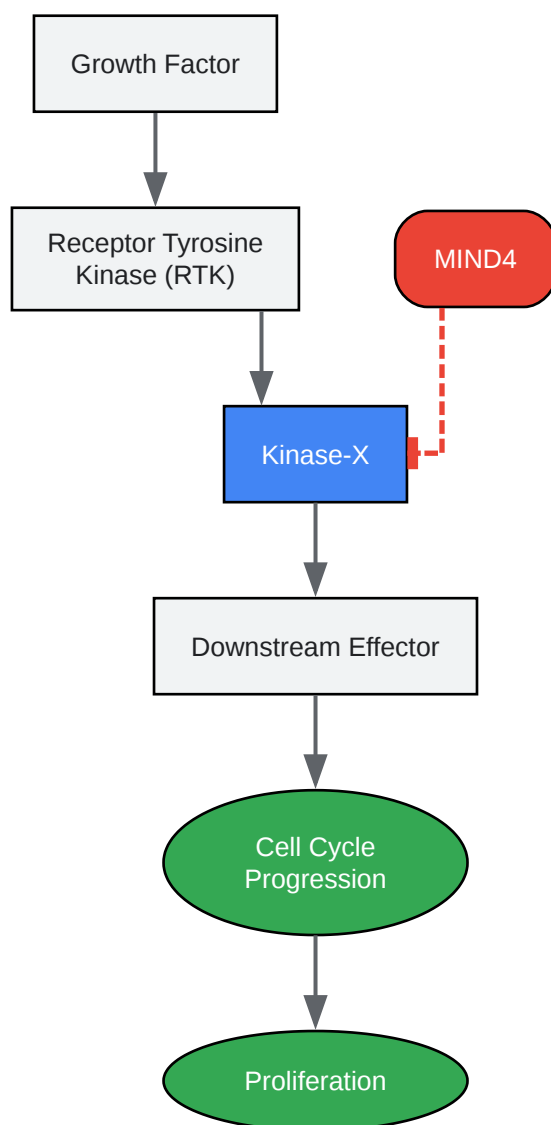 Growth Factor
Receptor Tyrosine
Kinase (RTK)
MIND4
Kinase-X
Downstream Effector
Cell Cycle
Progression
Proliferation